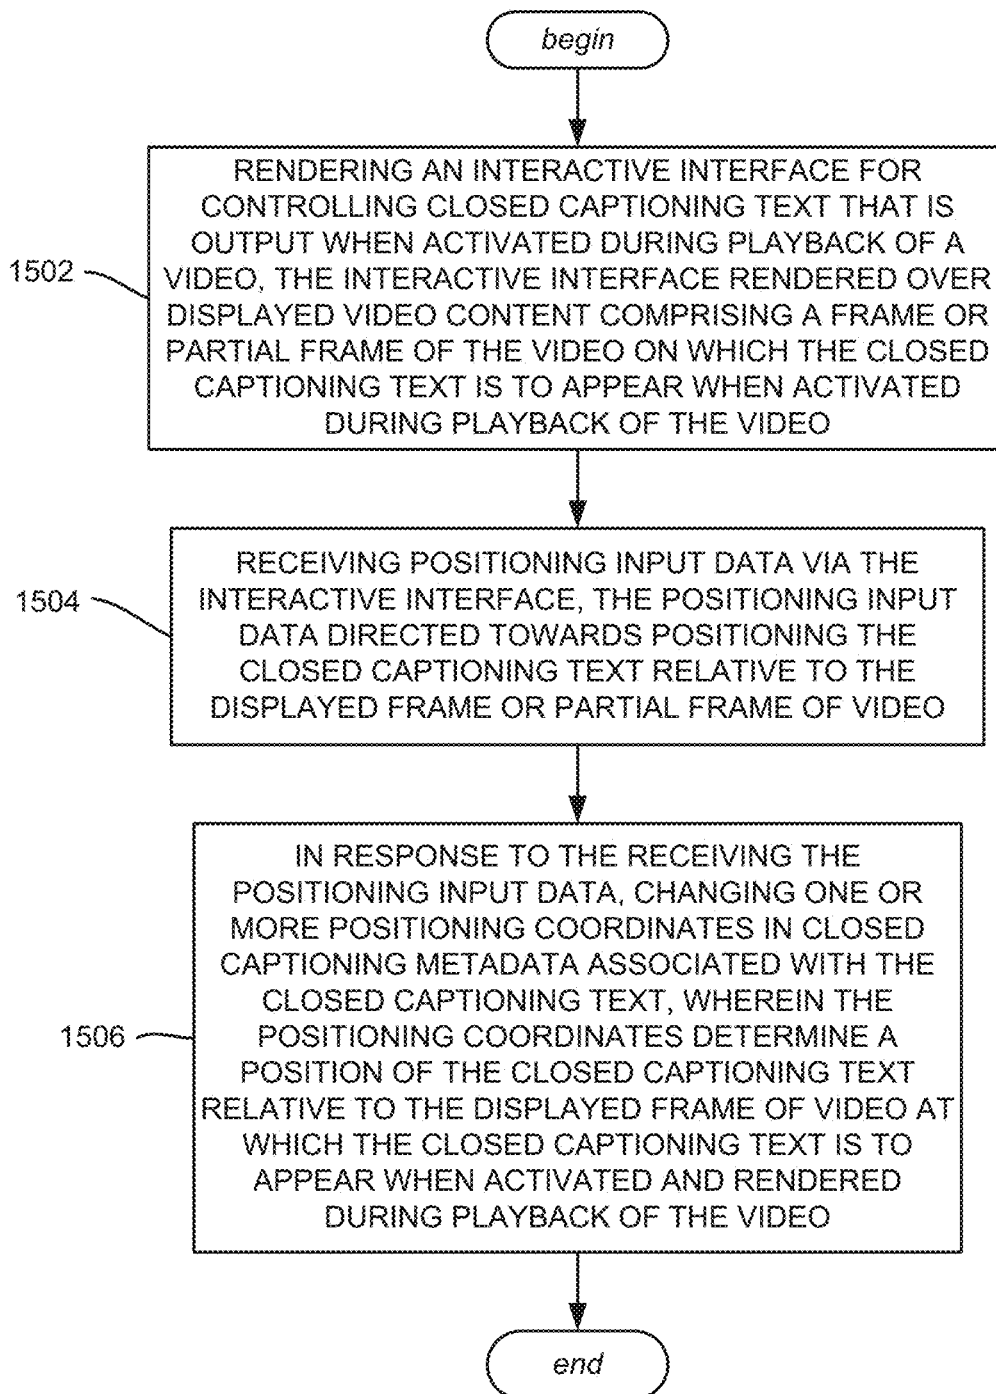 begin
RENDERING AN INTERACTIVE INTERFACE FOR
CONTROLLING CLOSED CAPTIONING TEXT THAT IS
OUTPUT WHEN ACTIVATED DURING PLAYBACK OF A
VIDEO, THE INTERACTIVE INTERFACE RENDERED OVER
DISPLAYED VIDEO CONTENT COMPRISING A FRAME OR
PARTIAL FRAME OF THE VIDEO ON WHICH THE CLOSED
CAPTIONING TEXT IS TO APPEAR WHEN ACTIVATED
DURING PLAYBACK OF THE VIDEO
1502
RECEIVING POSITIONING INPUT DATA VIA THE
INTERACTIVE INTERFACE, THE POSITIONING INPUT
DATA DIRECTED TOWARDS POSITIONING THE
CLOSED CAPTIONING TEXT RELATIVE TO THE
DISPLAYED FRAME OR PARTIAL FRAME OF VIDEO
1504
IN RESPONSE TO THE RECEIVING THE
POSITIONING INPUT DATA, CHANGING ONE OR
MORE POSITIONING COORDINATES IN CLOSED
CAPTIONING METADATA ASSOCIATED WITH THE
CLOSED CAPTIONING TEXT, WHEREIN THE
POSITIONING COORDINATES DETERMINE A
POSITION OF THE CLOSED CAPTIONING TEXT
RELATIVE TO THE DISPLAYED FRAME OF VIDEO AT
WHICH THE CLOSED CAPTIONING TEXT IS TO
APPEAR WHEN ACTIVATED AND RENDERED
DURING PLAYBACK OF THE VIDEO
1506
end